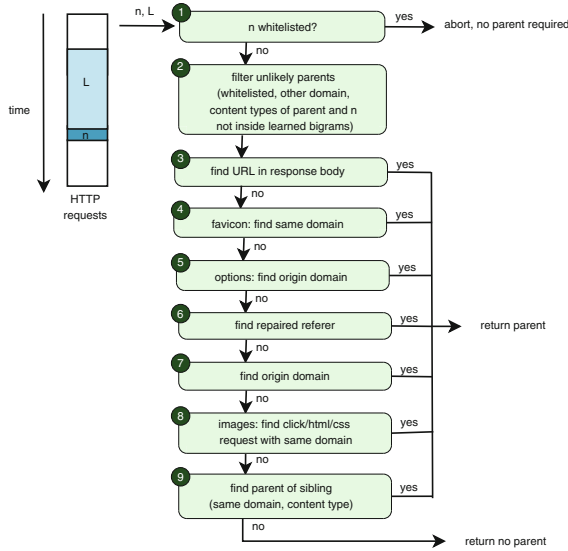 n, L
1
n whitelisted?
yes
abort, no parent required
no
time
L
n
HTTP
requests
2
filter unlikely parents
(whitelisted, other domain,
content types of parent and n
not inside learned bigrams)
3
find URL in response body
yes
no
4
favicon: find same domain
yes
no
5
options: find origin domain
yes
no
6
find repaired referer
yes
return parent
no
7
find origin domain
yes
no
8
images: find click/html/css
request with same domain
yes
no
9
find parent of sibling
(same domain, content type)
yes
no
return no parent